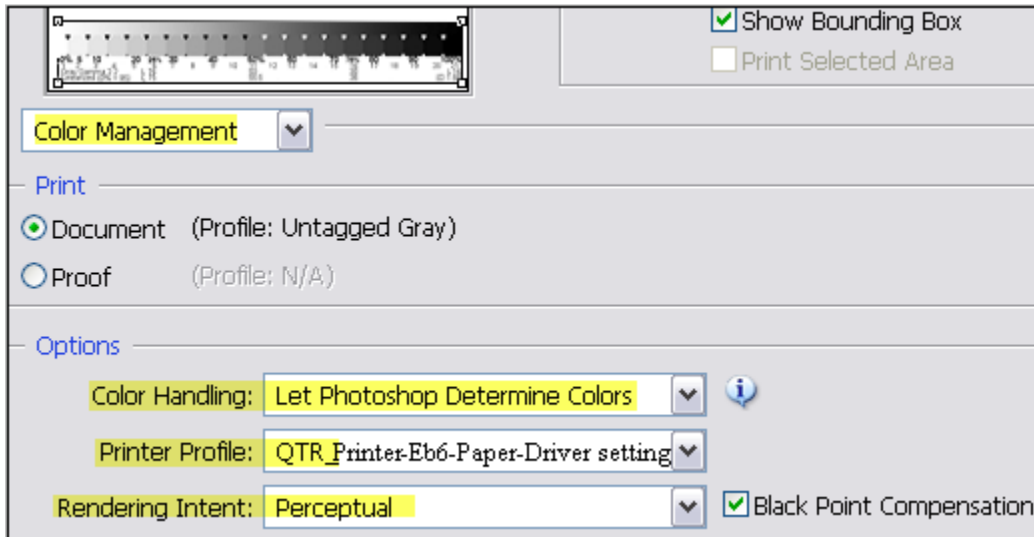 Show Bounding Box
Print Selected Area
Color Management
Print
Document (Profile: Untagged Gray)
Proof (Profile: N/A)
Options
Color Handling: Let Photoshop Determine Colors
Printer Profile: QTR_Printer-Eb6-Paper-Driver setting
Rendering Intent: Perceptual Black Point Compensation